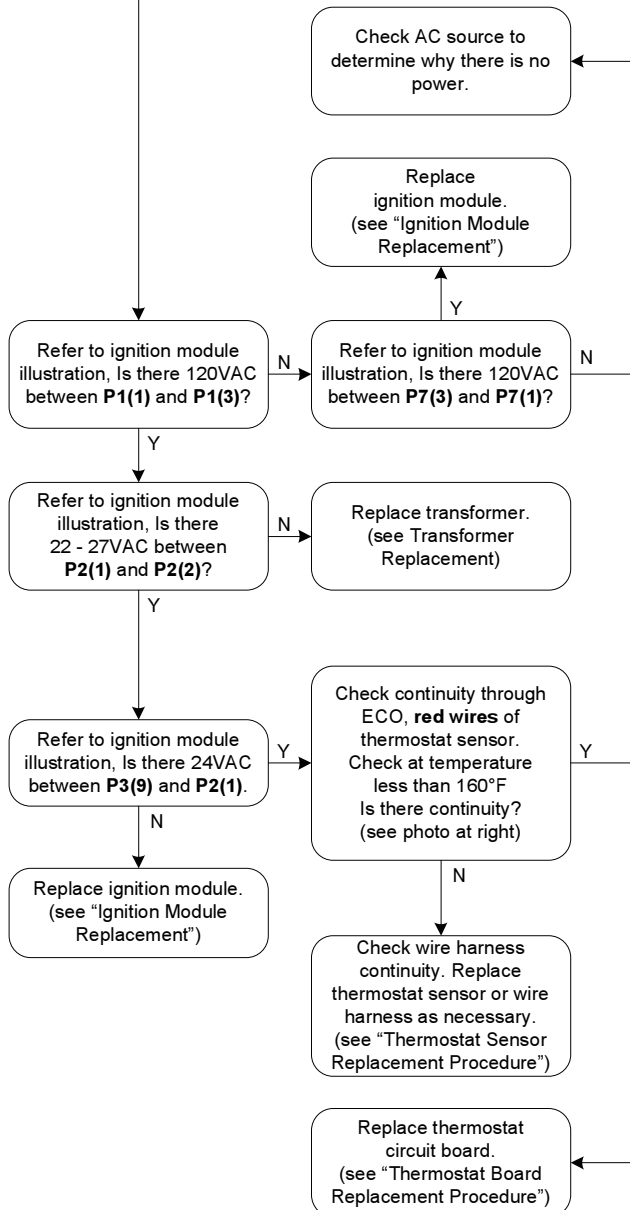 Check AC source to
determine why there is no
power.
Replace
ignition module.
(see “Ignition Module
Replacement”)
Y
Refer to ignition module
illustration, Is there 120VAC
between P1(1) and P1(3)?
N
Refer to ignition module
illustration, Is there 120VAC
between P7(3) and P7(1)?
N
Y
Refer to ignition module
illustration, Is there
22 - 27VAC between
P2(1) and P2(2)?
N
Replace transformer.
(see Transformer
Replacement)
Y
Refer to ignition module
illustration, Is there 24VAC
between P3(9) and P2(1).
Y
Check continuity through
ECO, red wires of
thermostat sensor.
Check at temperature
less than 160°F
Is there continuity?
(see photo at right)
Y
N
Replace ignition module.
(see “Ignition Module
Replacement”)
N
Check wire harness
continuity. Replace
thermostat sensor or wire
harness as necessary.
(see “Thermostat Sensor
Replacement Procedure”)
Replace thermostat
circuit board.
(see “Thermostat Board
Replacement Procedure”)